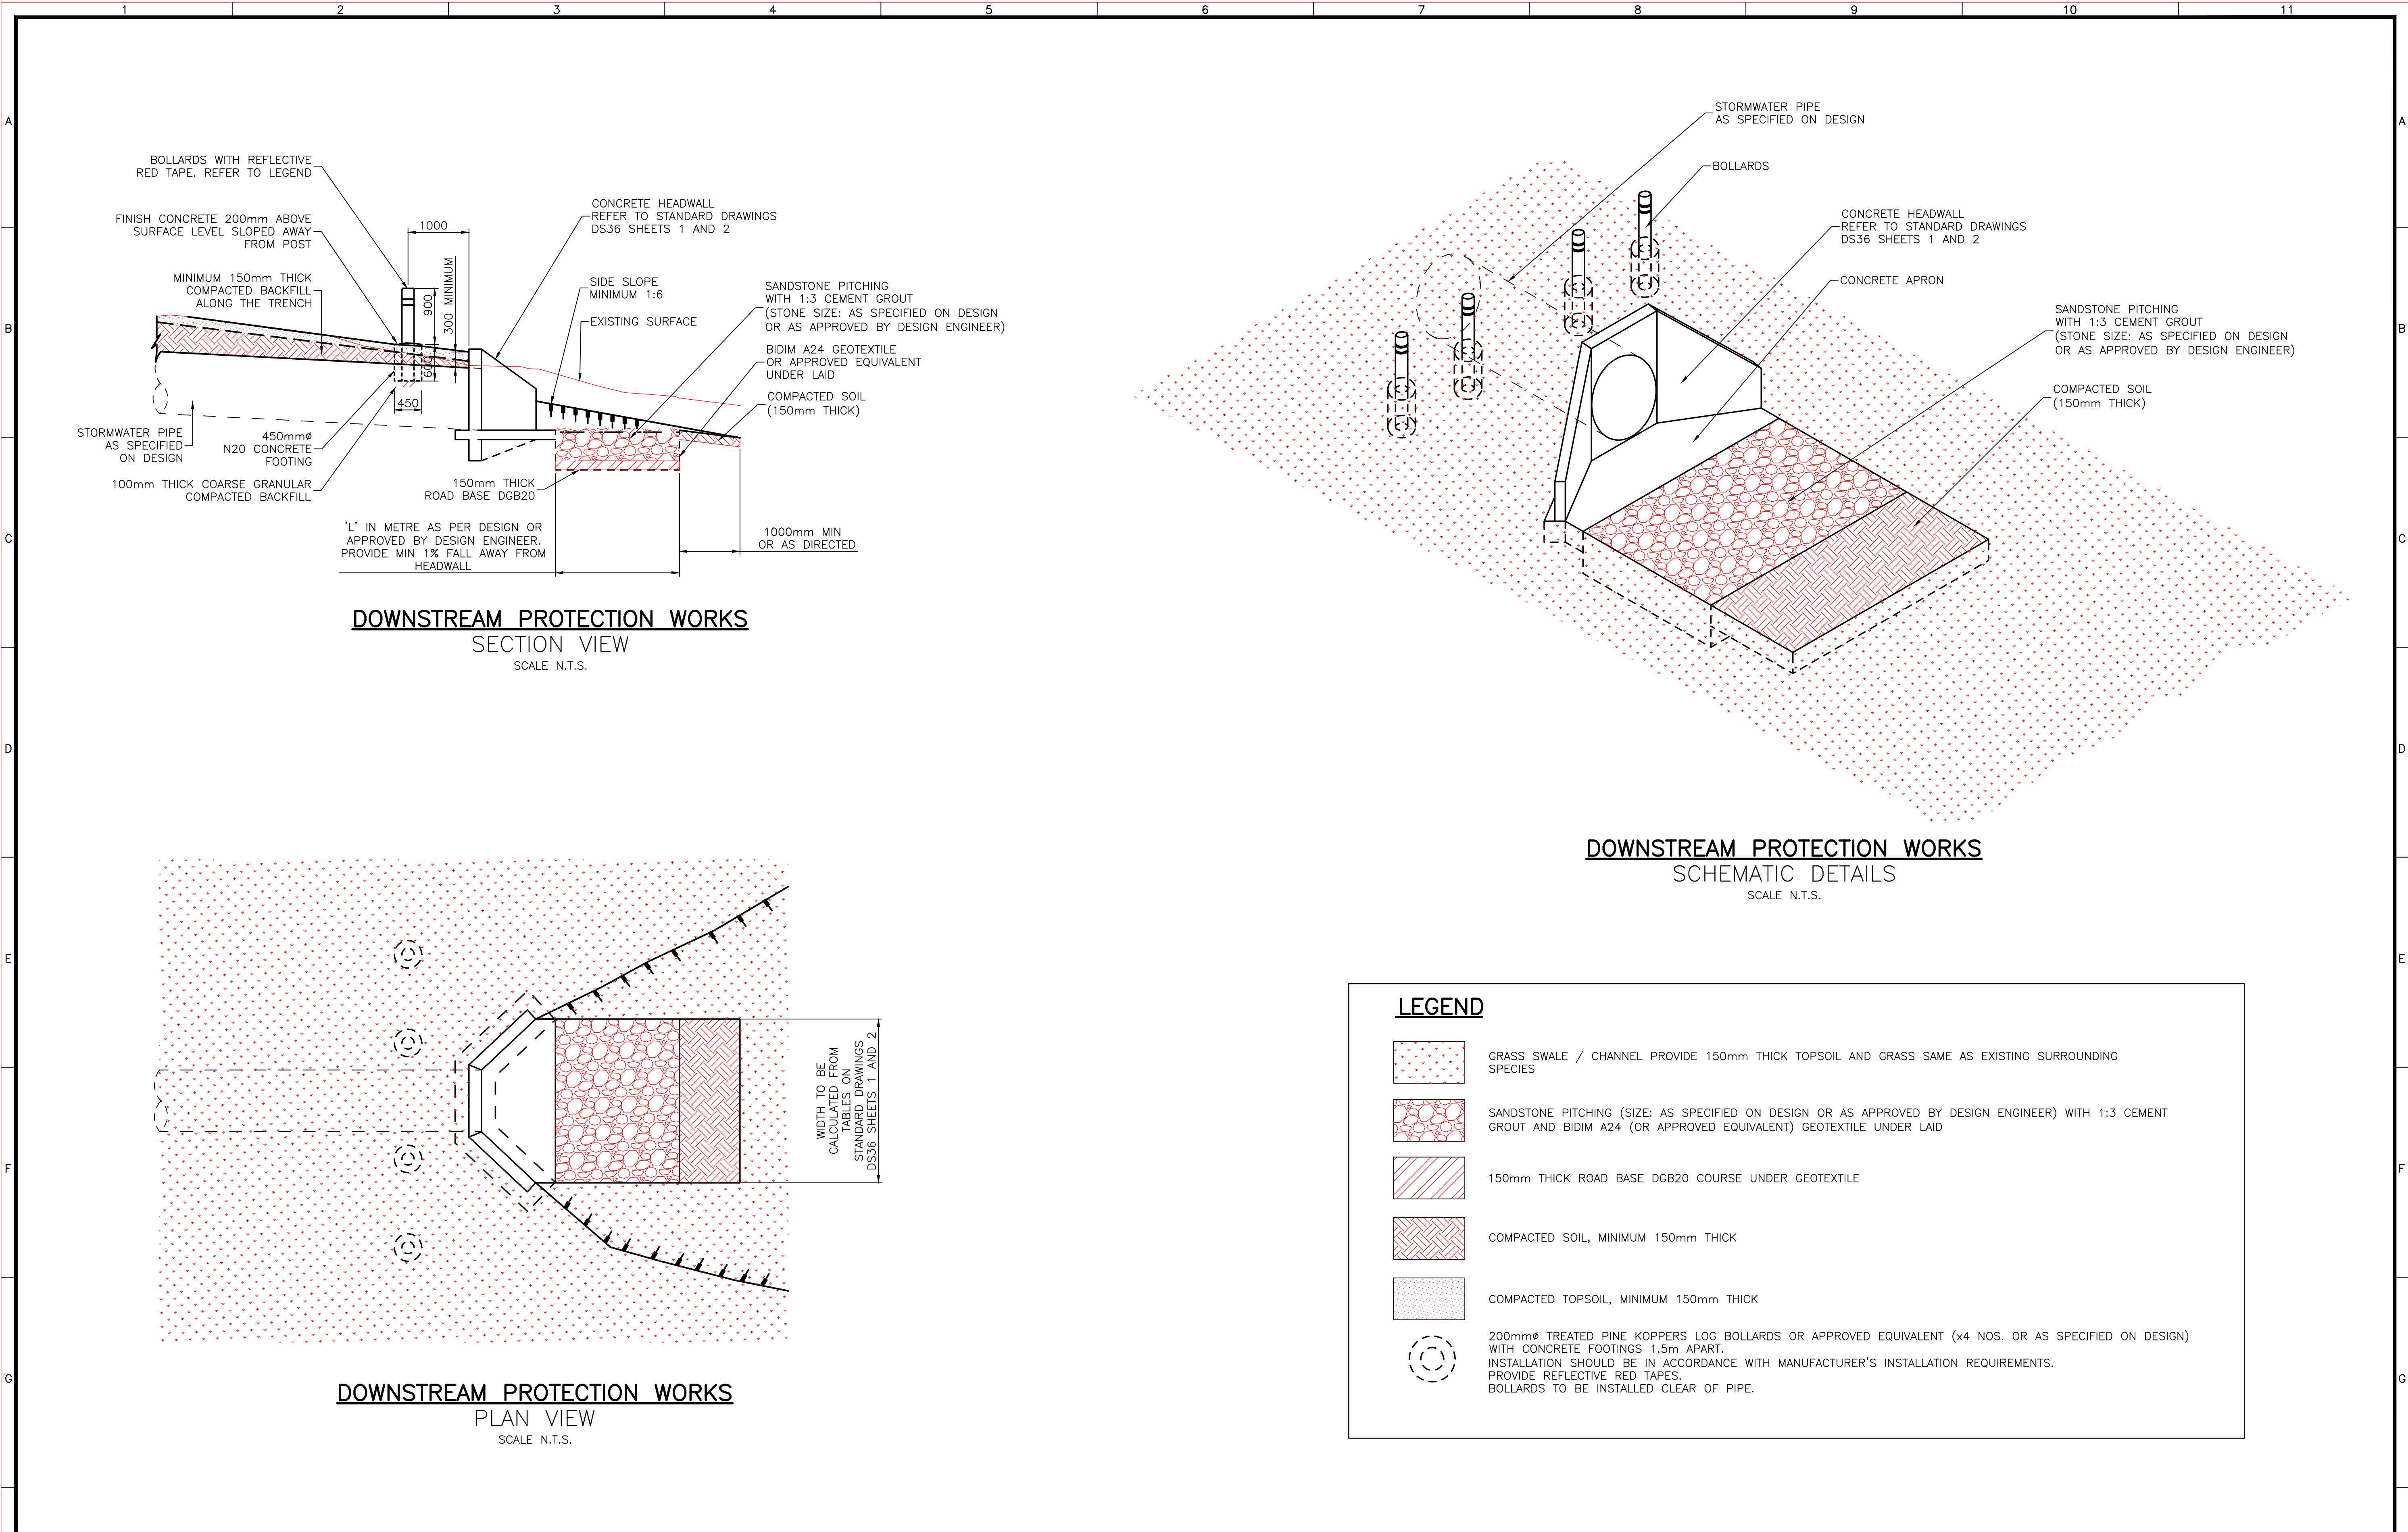 1 2 3 4 5 6 7 8 9 10 11
A
B
C
D
E
F
G
A
B
C
D
E
F
G
BOLLARDS WITH REFLECTIVE
RED TAPE. REFER TO LEGEND
FINISH CONCRETE 200mm ABOVE
SURFACE LEVEL SLOPED AWAY
FROM POST
MINIMUM 150mm THICK
COMPACTED BACKFILL
ALONG THE TRENCH
STORMWATER PIPE
AS SPECIFIED
ON DESIGN
450mmø
N20 CONCRETE
FOOTING
100mm THICK COARSE GRANULAR
COMPACTED BACKFILL
1000
900
300 MINIMUM
600
450
CONCRETE HEADWALL
REFER TO STANDARD DRAWINGS
DS36 SHEETS 1 AND 2
SIDE SLOPE
MINIMUM 1:6
EXISTING SURFACE
SANDSTONE PITCHING
WITH 1:3 CEMENT GROUT
(STONE SIZE: AS SPECIFIED ON DESIGN
OR AS APPROVED BY DESIGN ENGINEER)
BIDIM A24 GEOTEXTILE
OR APPROVED EQUIVALENT
UNDER LAID
COMPACTED SOIL
(150mm THICK)
150mm THICK
ROAD BASE DGB20
'L' IN METRE AS PER DESIGN OR
APPROVED BY DESIGN ENGINEER.
PROVIDE MIN 1% FALL AWAY FROM
HEADWALL
1000mm MIN
OR AS DIRECTED
DOWNSTREAM PROTECTION WORKS
SECTION VIEW
SCALE N.T.S.
STORMWATER PIPE
AS SPECIFIED ON DESIGN
BOLLARDS
CONCRETE HEADWALL
REFER TO STANDARD DRAWINGS
DS36 SHEETS 1 AND 2
CONCRETE APRON
SANDSTONE PITCHING
WITH 1:3 CEMENT GROUT
(STONE SIZE: AS SPECIFIED ON DESIGN
OR AS APPROVED BY DESIGN ENGINEER)
COMPACTED SOIL
(150mm THICK)
DOWNSTREAM PROTECTION WORKS
SCHEMATIC DETAILS
SCALE N.T.S.
WIDTH TO BE
CALCULATED FROM
TABLES ON
STANDARD DRAWINGS
DS36 SHEETS 1 AND 2
DOWNSTREAM PROTECTION WORKS
PLAN VIEW
SCALE N.T.S.
LEGEND
GRASS SWALE / CHANNEL PROVIDE 150mm THICK TOPSOIL AND GRASS SAME AS EXISTING SURROUNDING
SPECIES
SANDSTONE PITCHING (SIZE: AS SPECIFIED ON DESIGN OR AS APPROVED BY DESIGN ENGINEER) WITH 1:3 CEMENT
GROUT AND BIDIM A24 (OR APPROVED EQUIVALENT) GEOTEXTILE UNDER LAID
150mm THICK ROAD BASE DGB20 COURSE UNDER GEOTEXTILE
COMPACTED SOIL, MINIMUM 150mm THICK
COMPACTED TOPSOIL, MINIMUM 150mm THICK
200mmø TREATED PINE KOPPERS LOG BOLLARDS OR APPROVED EQUIVALENT (x4 NOS. OR AS SPECIFIED ON DESIGN)
WITH CONCRETE FOOTINGS 1.5m APART.
INSTALLATION SHOULD BE IN ACCORDANCE WITH MANUFACTURER'S INSTALLATION REQUIREMENTS.
PROVIDE REFLECTIVE RED TAPES.
BOLLARDS TO BE INSTALLED CLEAR OF PIPE.